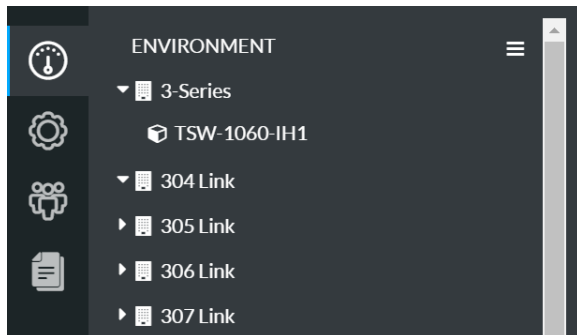 ENVIRONMENT
3-Series
TSW-1060-IH1
304 Link
305 Link
306 Link
307 Link